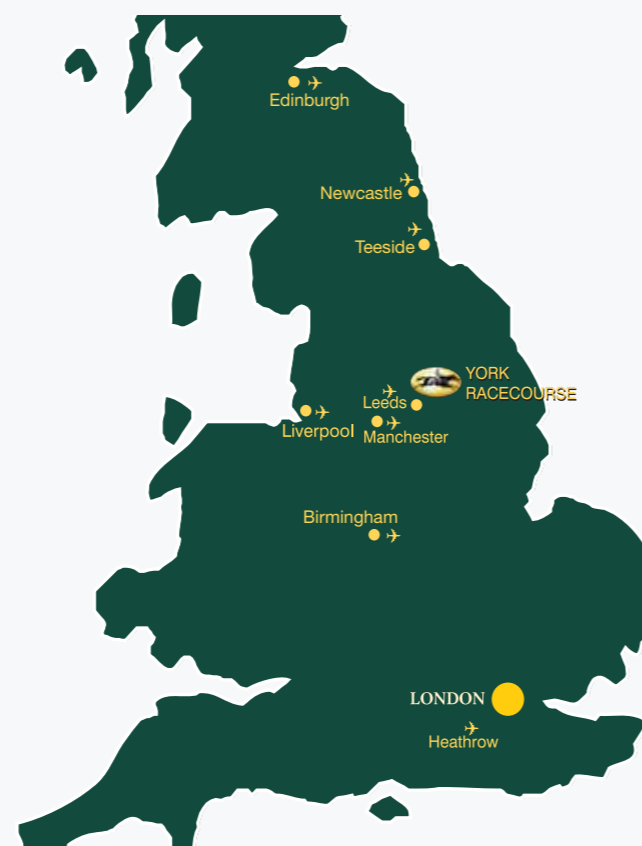 Edinburgh
Newcastle
Teeside
YORK
RACECOURSE
Leeds
Liverpool
Manchester
Birmingham
LONDON
Heathrow